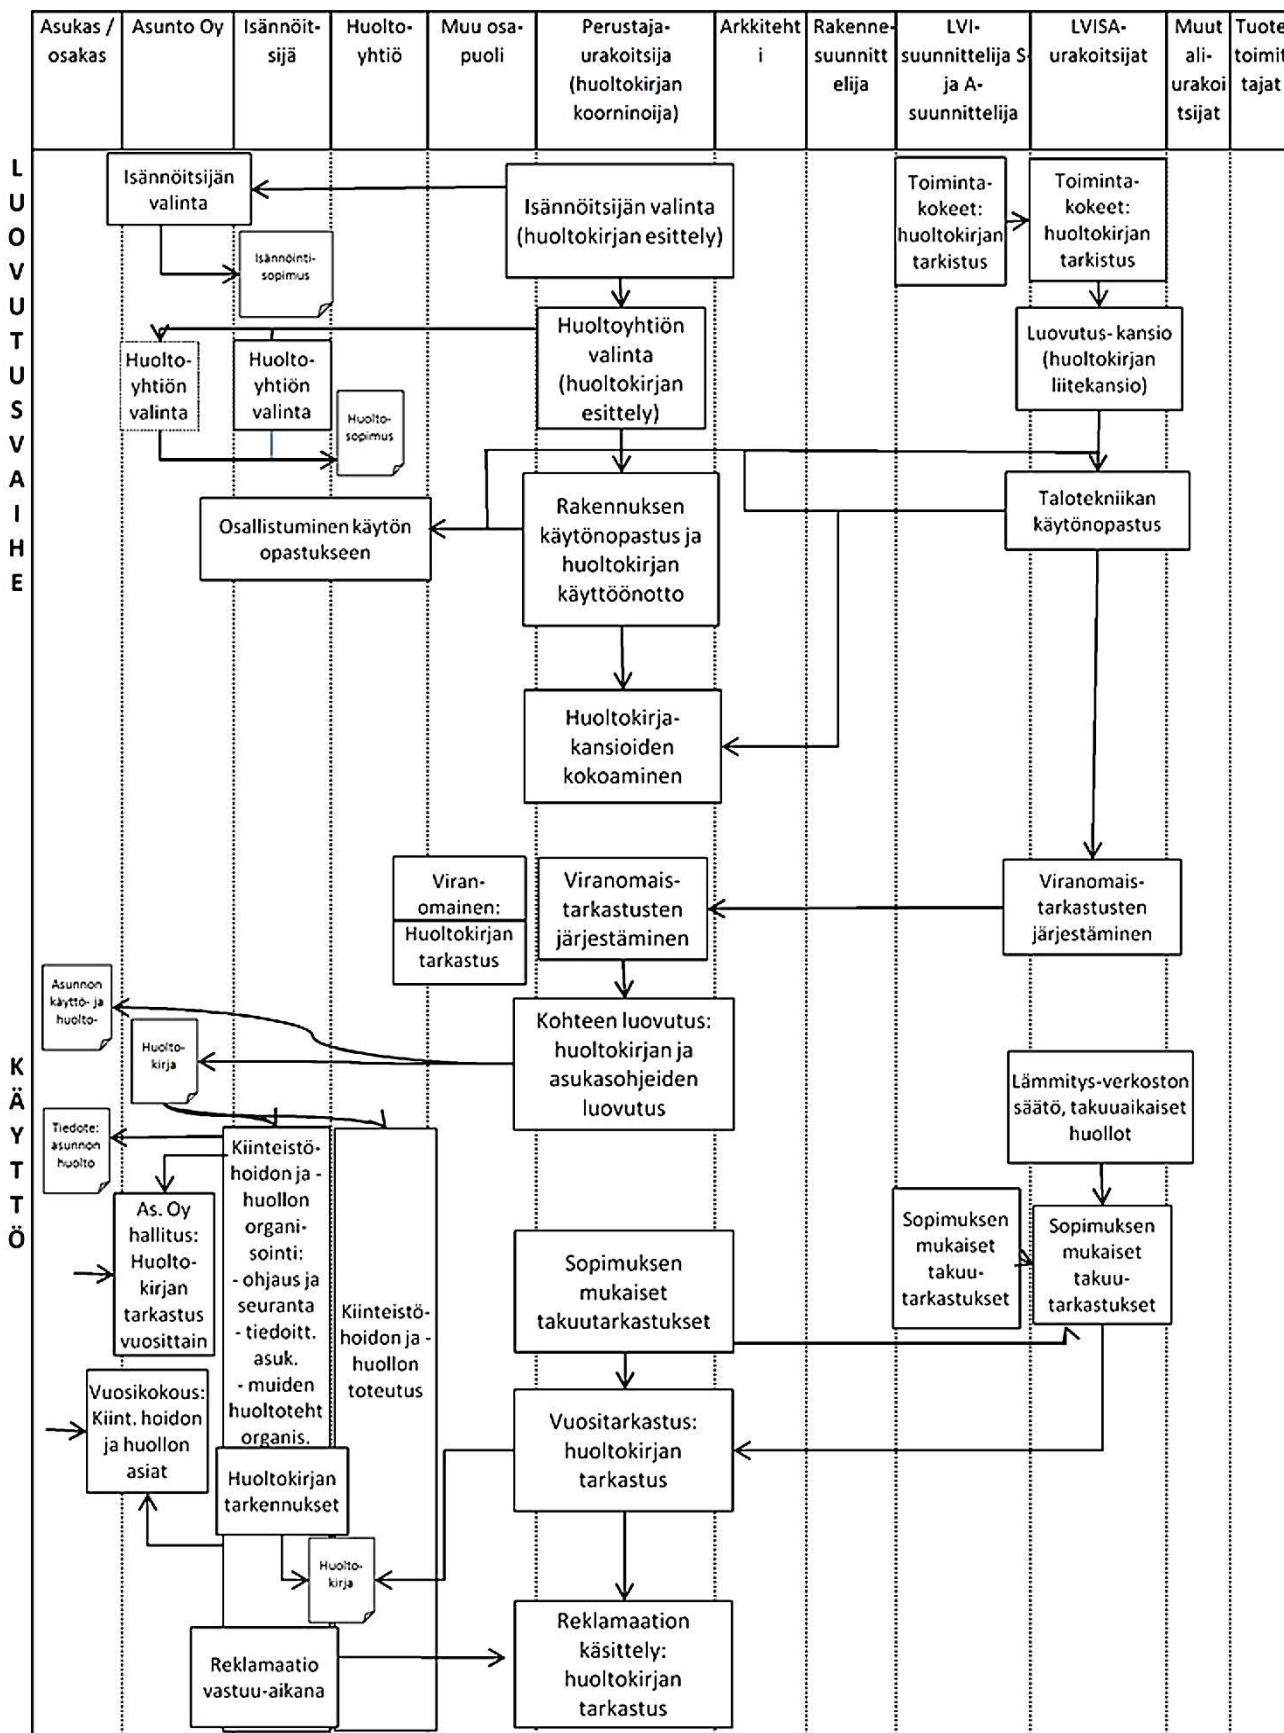 Asukas /
osakas
Asunto Oy
Isännöit-
sijä
Huolto-
yhtiö
Muu osa-
puoli
Perustaja-
urakoitsija
(huoltokirjan
koorninoija)
Arkkiteht
i
Rakenne-
suunnitt
elija
LVI-
suunnittelija S-
ja A-
suunnittelija
LVISA-
urakoitsijat
Muut
ali-
urakoi
tsijat
Tuote
toimit
tajat
LUOVUTUSVAIHE
Isännöitsijän
valinta
Isännöinti-
sopimus
Isännöitsijän valinta
(huoltokirjan esittely)
Toiminta-
kokeet:
huoltokirjan
tarkistus
Toiminta-
kokeet:
huoltokirjan
tarkistus
Huolto-
yhtiön
valinta
Huolto-
yhtiön
valinta
Huolto-
sopimus
Huoltoyhtiön
valinta
(huoltokirjan
esittely)
Luovutus- kansio
(huoltokirjan
liitekansio)
Osallistuminen käytön
opastukseen
Rakennuksen
käytönopastus ja
huoltokirjan
käyttöönotto
Talotekniikan
käytönopastus
Huoltokirja-
kansioiden
kokoaminen
Viran-
omainen:
Huoltokirjan
tarkastus
Viranomais-
tarkastusten
järjestäminen
Viranomais-
tarkastusten
järjestäminen
KÄYTTÖ
Asunnon
käyttö- ja
huolto-
Huolto-
kirja
Kohteen luovutus:
huoltokirjan ja
asukasohjeiden
luovutus
Lämmitys-verkoston
säätö, takuuaikaiset
huollot
Tiedote:
asunnon
huolto
Kiinteistö-
hoidon ja -
huollon
organi-
sointi:
- ohjaus ja
seuranta
- tiedoitt.
asuk.
- muiden
huoltoteht
organis.
As. Oy
hallitus:
Huolto-
kirjan
tarkastus
vuosittain
Kiinteistö-
hoidon ja -
huollon
toteutus
Sopimuksen
mukaiset
takuutarkastukset
Sopimuksen
mukaiset
takuu-
tarkastukset
Sopimuksen
mukaiset
takuu-
tarkastukset
Vuosikokous:
Kiint. hoidon
ja huollon
asiat
Vuositarkastus:
huoltokirjan
tarkastus
Huoltokirjan
tarkennukset
Huolto-
kirja
Reklamaatio
vastuu-aikana
Reklamaation
käsittely:
huoltokirjan
tarkastus